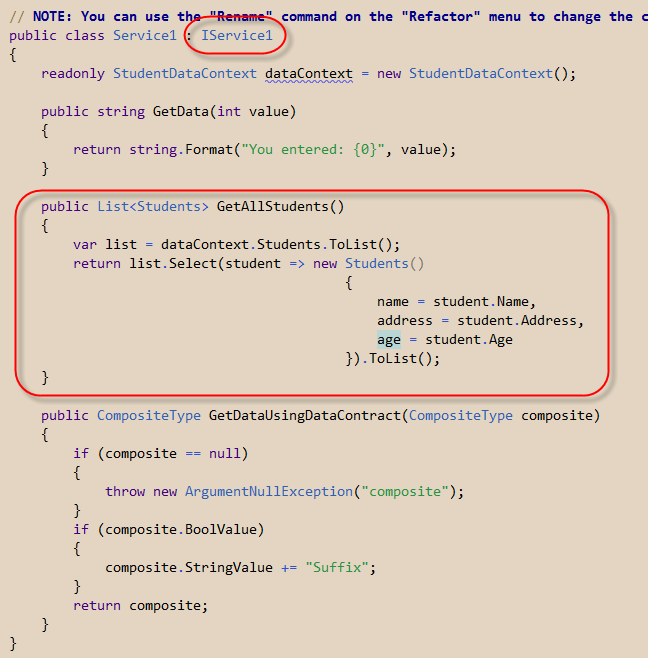 // NOTE: You can use the "Rename" command on the "Refactor" menu to change the c
public class Service1 : IService1
{
    readonly StudentDataContext dataContext = new StudentDataContext();

    public string GetData(int value)
    {
        return string.Format("You entered: {0}", value);
    }

    public List<Students> GetAllStudents()
    {
        var list = dataContext.Students.ToList();
        return list.Select(student => new Students()
                                          {
                                              name = student.Name,
                                              address = student.Address,
                                              age = student.Age
                                          }).ToList();
    }

    public CompositeType GetDataUsingDataContract(CompositeType composite)
    {
        if (composite == null)
        {
            throw new ArgumentNullException("composite");
        }
        if (composite.BoolValue)
        {
            composite.StringValue += "Suffix";
        }
        return composite;
    }
}